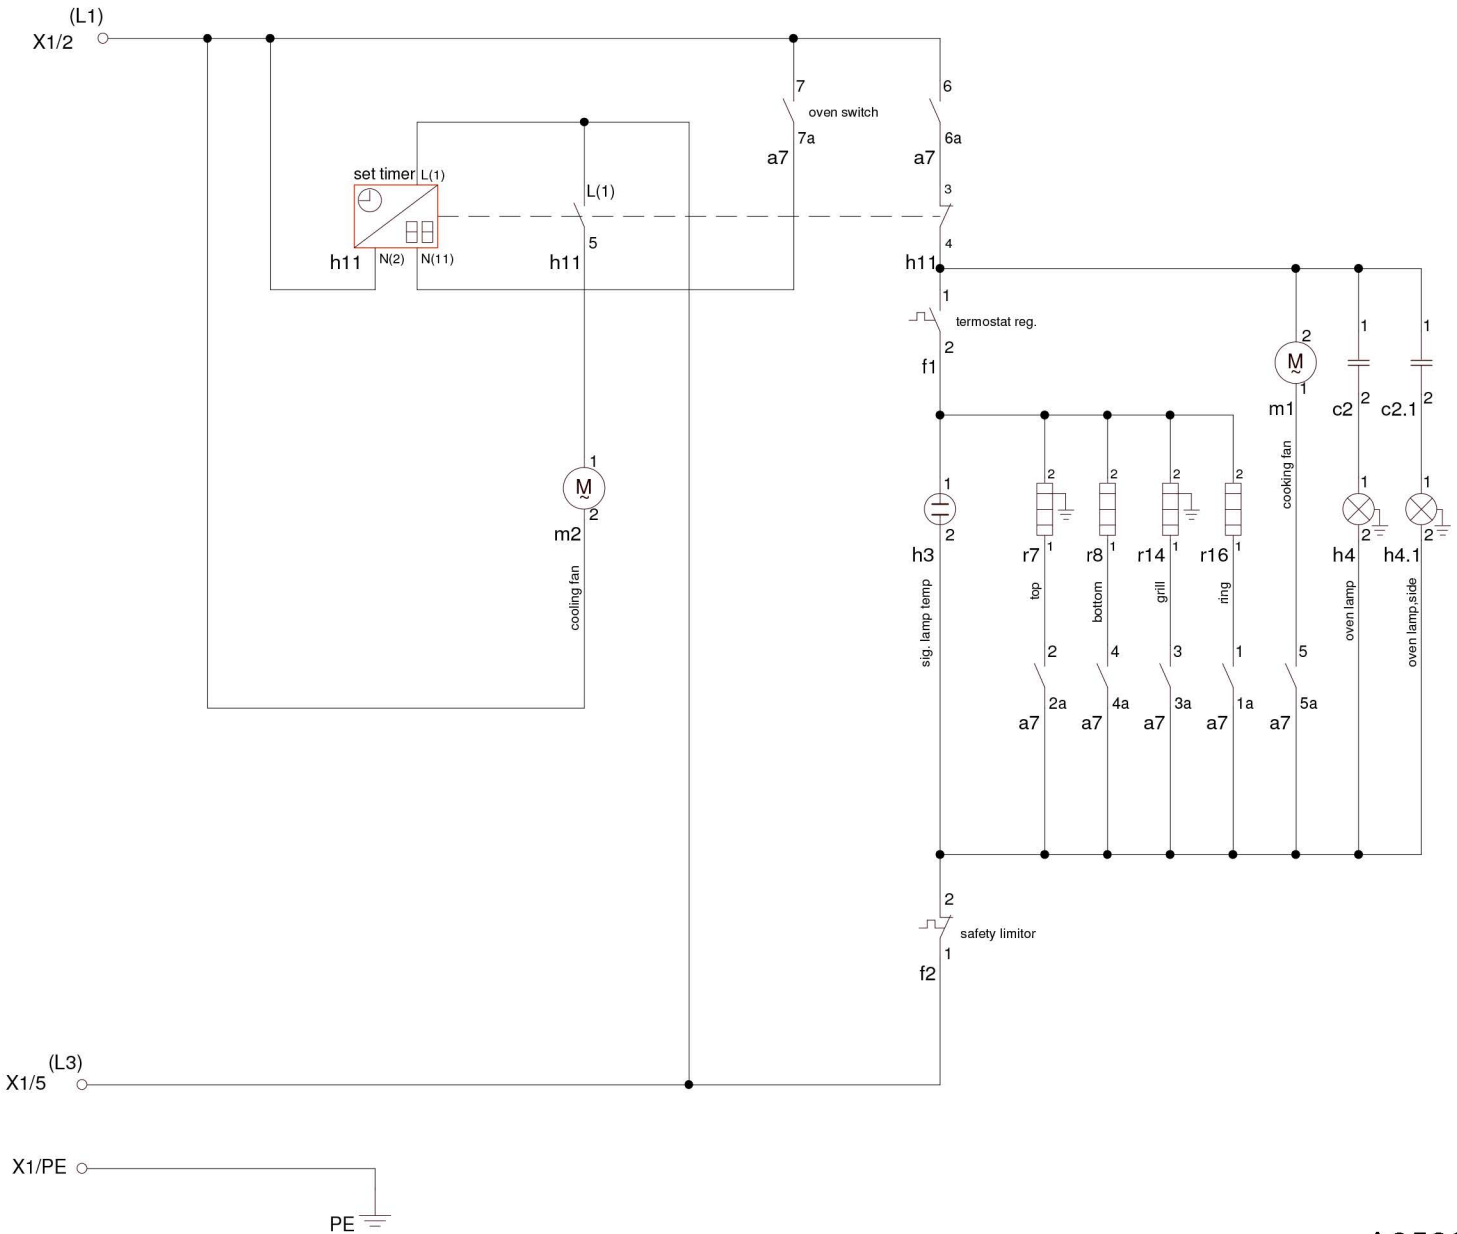 (L1)
X1/2
7
6
oven switch
7a
6a
a7
a7
set timer
L(1)
L(1)
3
5
4
h11
N(2)
N(11)
h11
h11
1
termostat reg.
2
f1
1
1
2
M
~
1
m1
2
c2
2
c2.1
cooking fan
1
M
~
2
m2
cooling fan
1
2
h3
sig. lamp temp
2
1
r7
top
2
1
r8
bottom
2
1
r14
grill
2
1
r16
ring
1
2
h4
oven lamp
1
2
h4.1
oven lamp,side
2
4
3
1
5
2a
4a
3a
1a
5a
a7
a7
a7
a7
a7
2
safety limitor
1
f2
(L3)
X1/5
X1/PE
PE